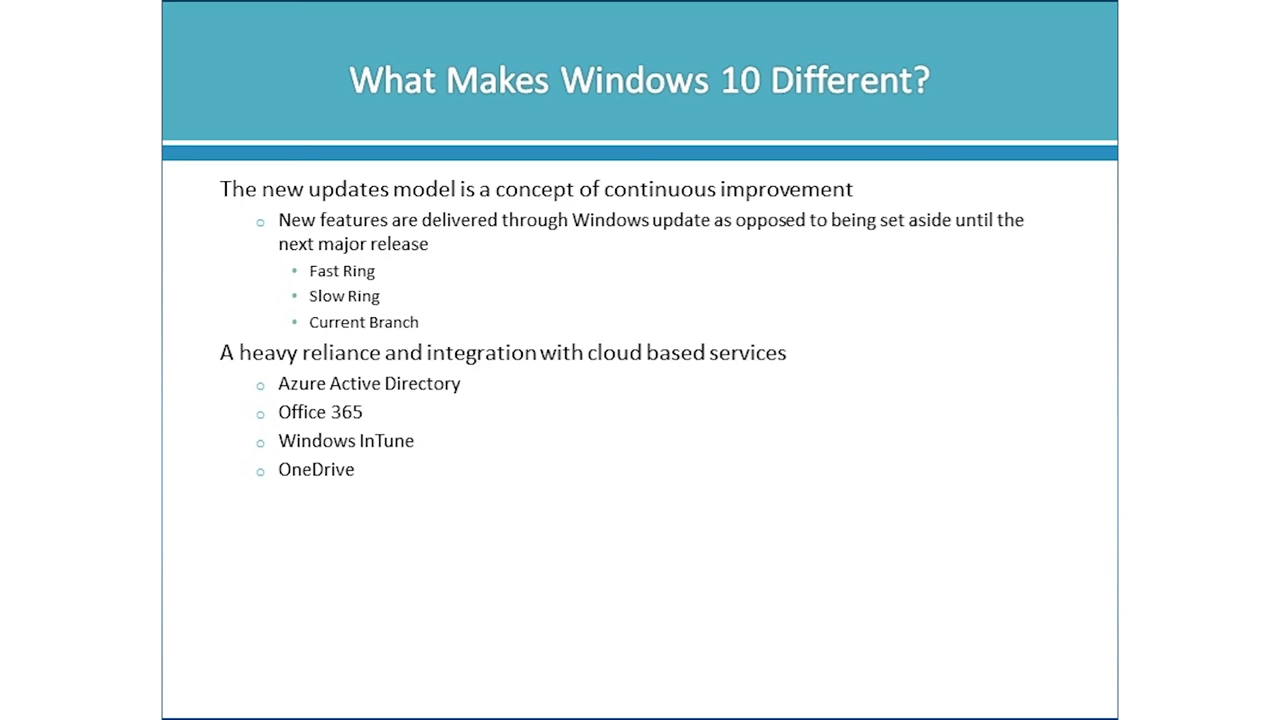 What Makes Windows 10 Different?
The new updates model is a concept of continuous improvement
New features are delivered through Windows update as opposed to being set aside until the
next major release
Fast Ring
Slow Ring
Current Branch
A heavy reliance and integration with cloud based services
Azure Active Directory
Office 365
Windows InTune
OneDrive